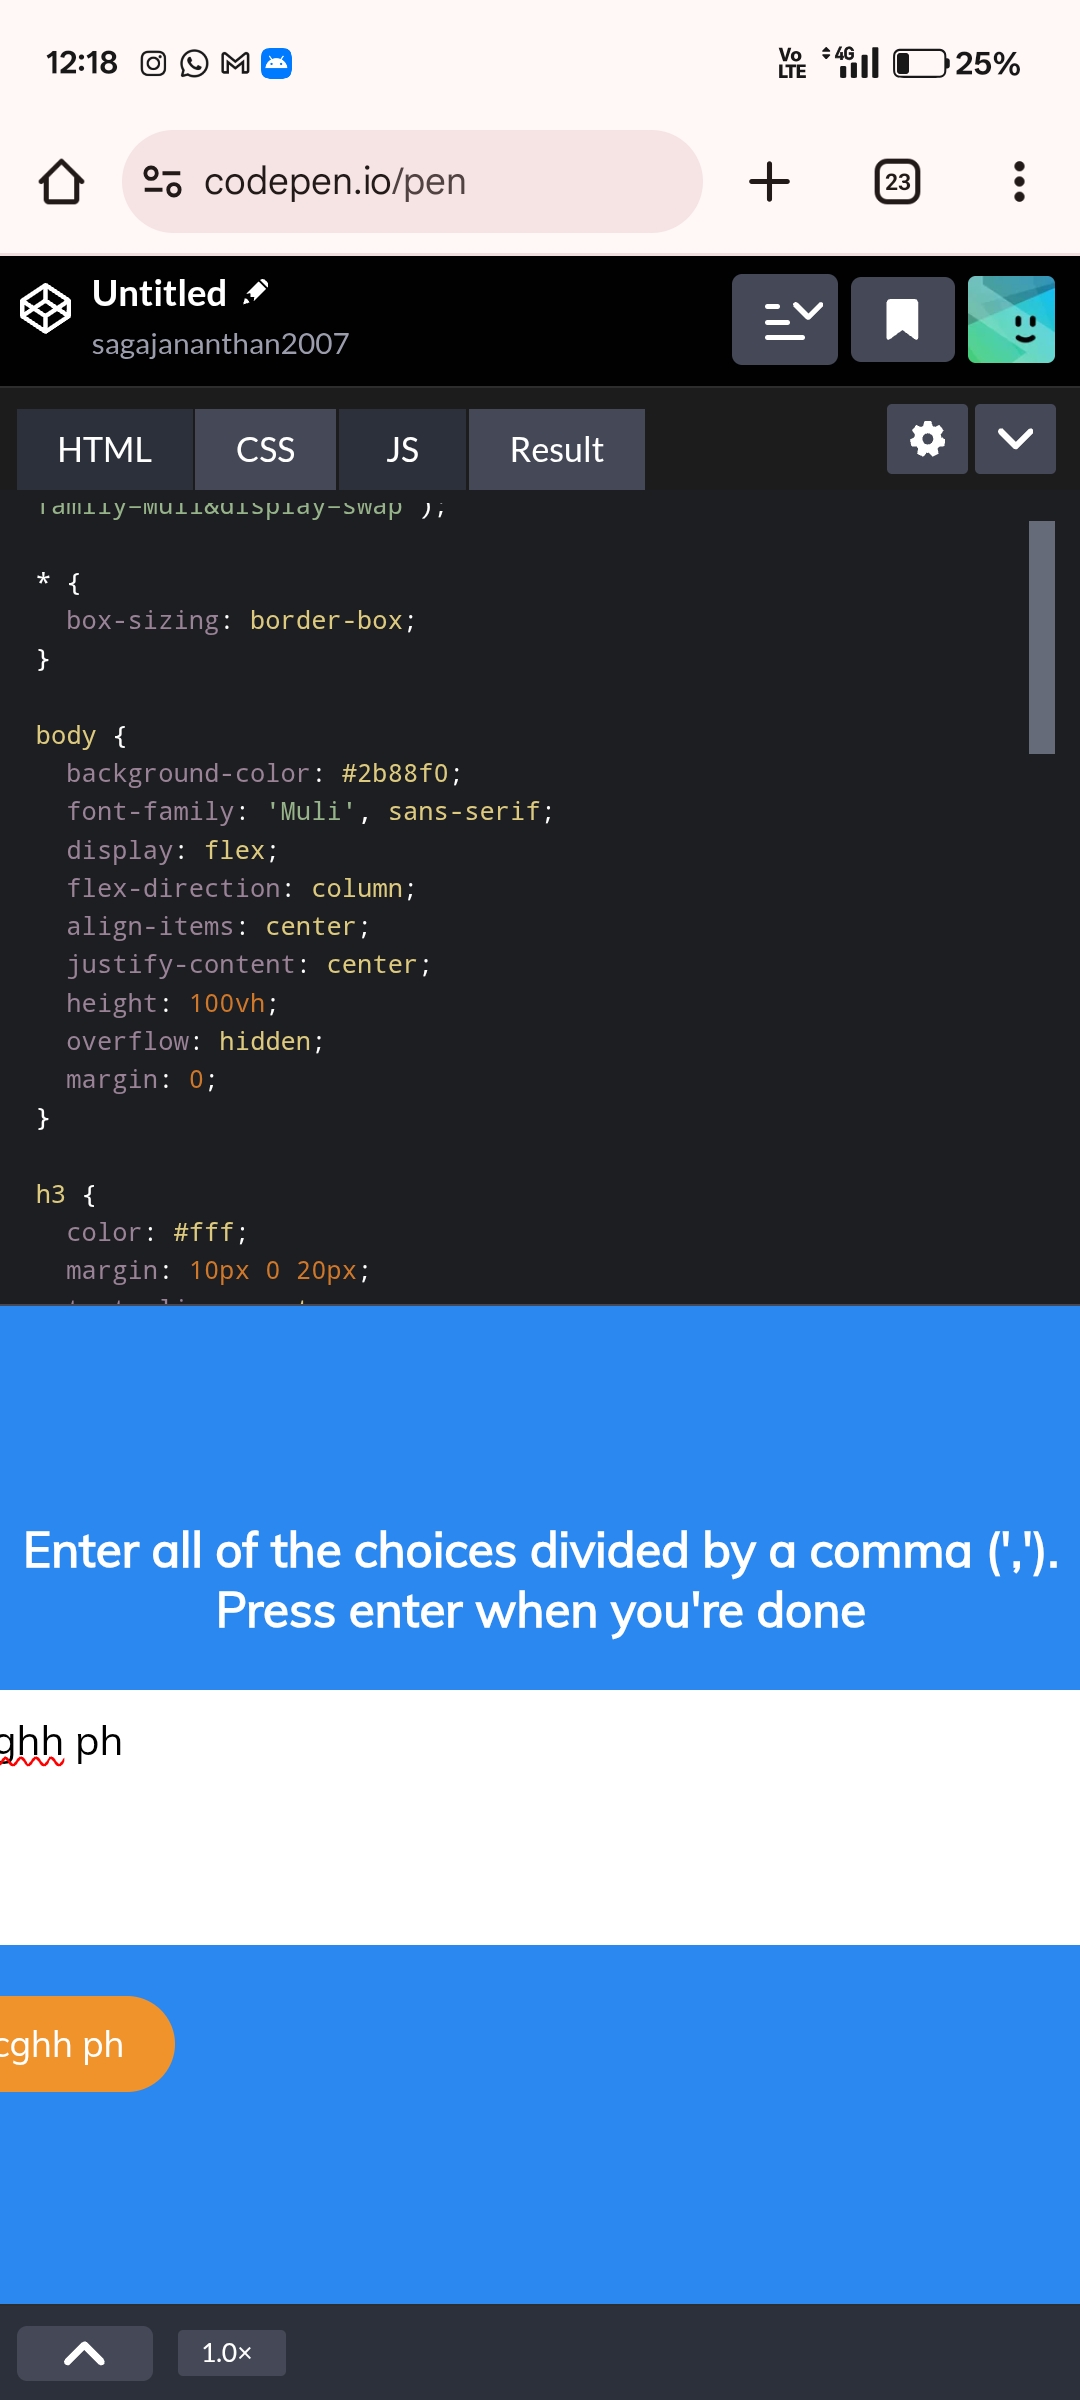 12:18 Vo LTE 4G 25%
codepen.io/pen 23
Untitled
sagajananthan2007
HTML CSS JS Result
family=Muli&display=swap');
* {
box-sizing: border-box;
}
body {
background-color: #2b88f0;
font-family: 'Muli', sans-serif;
display: flex;
flex-direction: column;
align-items: center;
justify-content: center;
height: 100vh;
overflow: hidden;
margin: 0;
}
h3 {
color: #fff;
margin: 10px 0 20px;
Enter all of the choices divided by a comma (',').
Press enter when you're done
ghh ph
cghh ph
1.0×